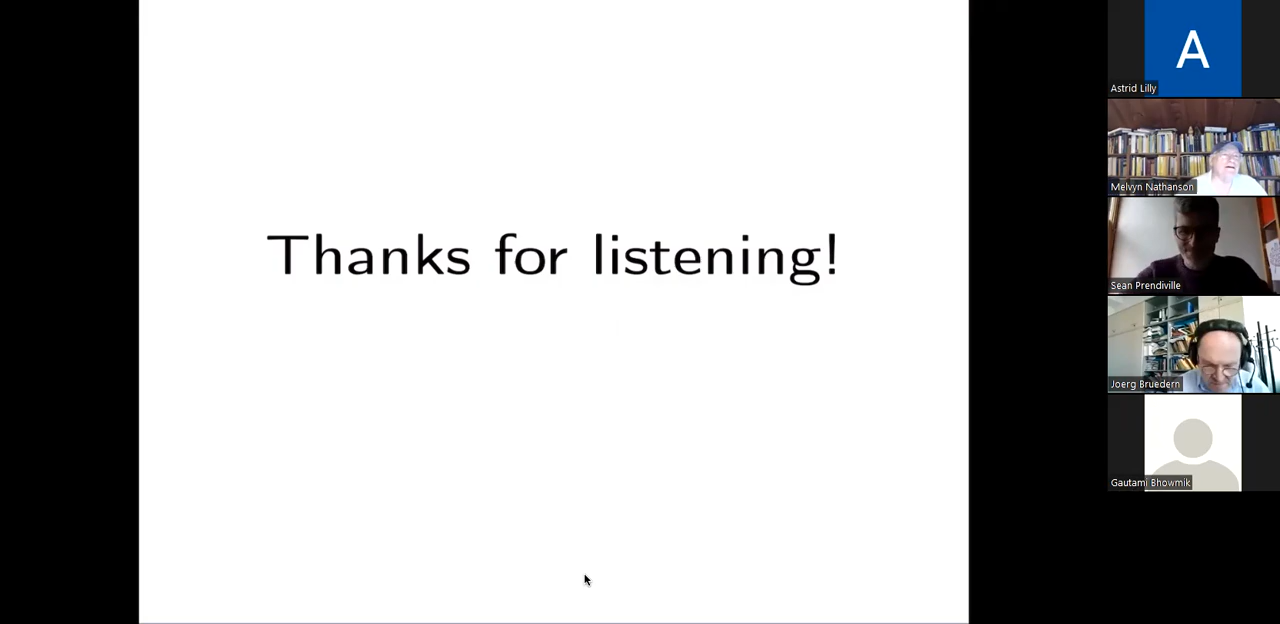 Thanks for listening!
A
Astrid Lilly
Melvyn Nathanson
Sean Prendiville
Joerg Bruedern
Gautami Bhowmik